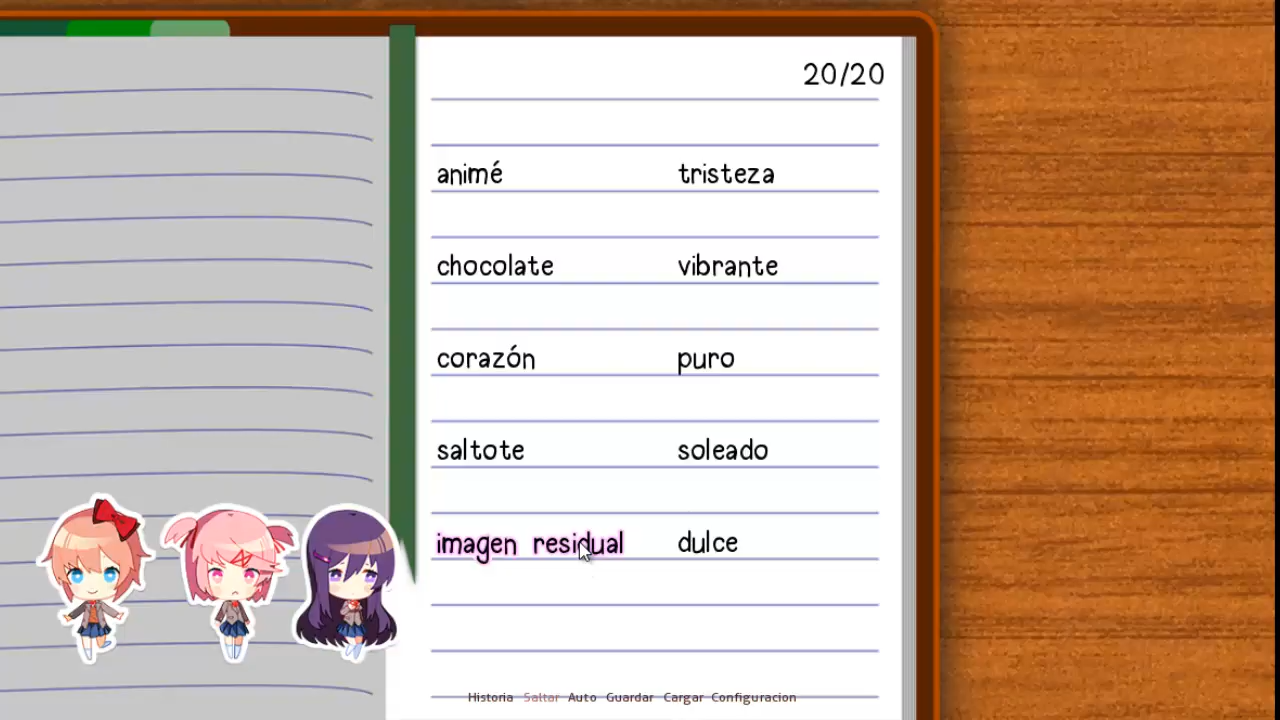 20/20
animé tristeza
chocolate vibrante
corazón puro
saltote soleado
imagen residual dulce
Historia Saltar Auto Guardar Cargar Configuracion